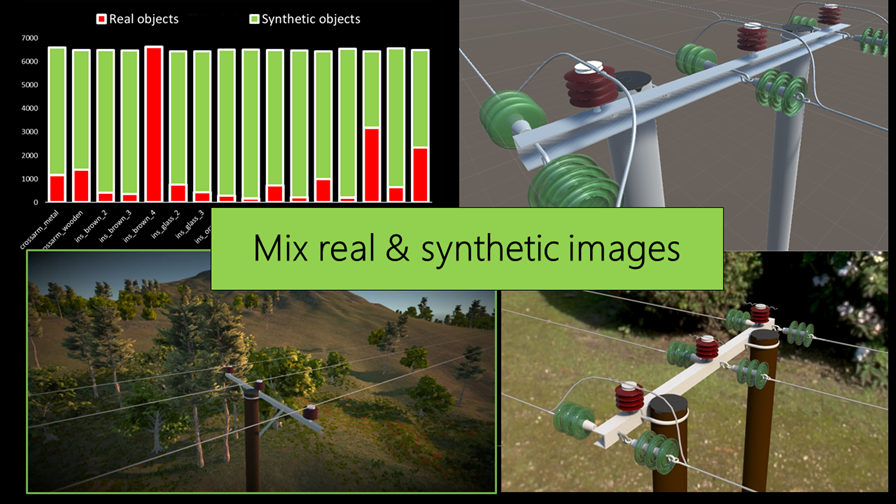 Real objects
Synthetic objects
7000
6000
5000
4000
3000
2000
1000
0
crossarm_metal
crossarm_wooden
ins_brown_2
ins_brown_3
ins_brown_4
ins_glass_2
ins_glass_3
Mix real & synthetic images